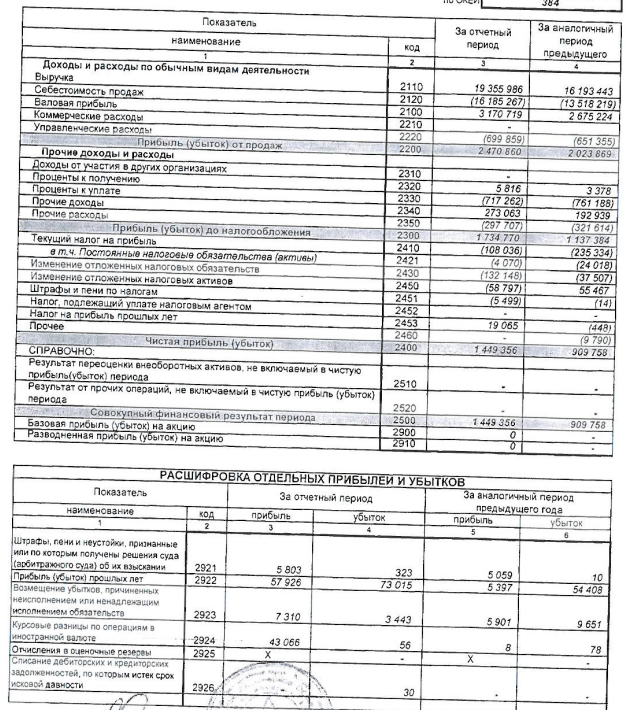 по ОКЕИ 384
Показатель За отчетный период За аналогичный период предыдущего
наименование код
1 2 3 4
Доходы и расходы по обычным видам деятельности
Выручка 2110 19 355 986 16 193 443
Себестоимость продаж 2120 (16 185 267) (13 518 219)
Валовая прибыль 2100 3 170 719 2 675 224
Коммерческие расходы 2210 - -
Управленческие расходы 2220 (699 859) (651 355)
Прибыль (убыток) от продаж 2200 2 470 860 2 023 869
Прочие доходы и расходы
Доходы от участия в других организациях 2310 - -
Проценты к получению 2320 5 816 3 378
Проценты к уплате 2330 (717 262) (761 188)
Прочие доходы 2340 273 063 192 939
Прочие расходы 2350 (297 707) (321 614)
Прибыль (убыток) до налогообложения 2300 1 734 770 1 137 384
Текущий налог на прибыль 2410 (108 036) (235 334)
в т.ч. Постоянные налоговые обязательства (активы) 2421 (4 070) (24 018)
Изменение отложенных налоговых обязательств 2430 (132 148) (37 507)
Изменение отложенных налоговых активов 2450 (58 797) 55 467
Штрафы и пени по налогам 2451 (5 499) (14)
Налог, подлежащий уплате налоговым агентом 2452 - -
Налог на прибыль прошлых лет 2453 19 065 (448)
Прочее 2460 - (9 790)
Чистая прибыль (убыток) 2400 1 449 356 909 758
СПРАВОЧНО:
Результат переоценки внеоборотных активов, не включаемый в чистую
прибыль(убыток) периода 2510 - -
Результат от прочих операций, не включаемый в чистую прибыль (убыток)
периода 2520 - -
Совокупный финансовый результат периода 2500 1 449 356 909 758
Базовая прибыль (убыток) на акцию 2900 0 -
Разводненная прибыль (убыток) на акцию 2910 0 -
РАСШИФРОВКА ОТДЕЛЬНЫХ ПРИБЫЛЕЙ И УБЫТКОВ
Показатель За отчетный период За аналогичный период
предыдущего года
наименование код прибыль убыток прибыль убыток
1 2 3 4 5 6
Штрафы, пени и неустойки, признанные
или по которым получены решения суда
(арбитражного суда) об их взыскании 2921 5 803 323 5 059 10
Прибыль (убыток) прошлых лет 2922 57 926 73 015 5 397 54 408
Возмещение убытков, причиненных
неисполнением или ненадлежащим
исполнением обязательств 2923 7 310 3 443 5 901 9 651
Курсовые разницы по операциям в
иностранной валюте 2924 43 066 56 8 78
Отчисления в оценочные резервы 2925 X - X -
Списание дебиторских и кредиторских
задолженностей, по которым истек срок
исковой давности 2926 30 - -